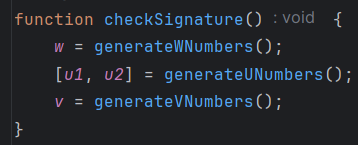 function checkSignature() : void {
w = generateWNumbers();
[u1, u2] = generateUNumbers();
v = generateVNumbers();
}